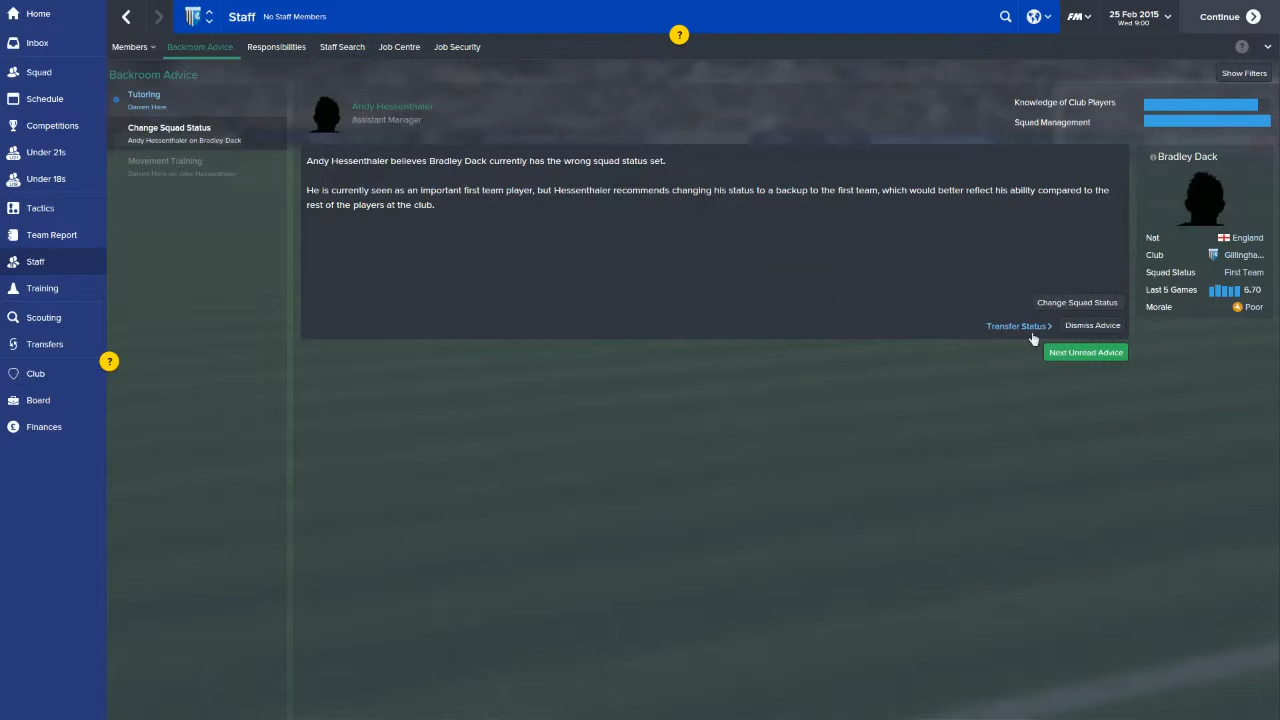 Home
Staff
No Staff Members
FM
25 Feb 2015
Wed 9:00
Continue
?
Inbox
Squad
Schedule
Competitions
Under 21s
Under 18s
Tactics
Team Report
Staff
Training
Scouting
Transfers
?
Club
Board
Finances
Members
Backroom Advice
Responsibilities
Staff Search
Job Centre
Job Security
?
Backroom Advice
Show Filters
Tutoring
Darren Hare
Change Squad Status
Andy Hessenthaler on Bradley Dack
Movement Training
Darren Hare on Jake Hessenthaler
Andy Hessenthaler
Assistant Manager
Knowledge of Club Players
Squad Management
Andy Hessenthaler believes Bradley Dack currently has the wrong squad status set.
He is currently seen as an important first team player, but Hessenthaler recommends changing his status to a backup to the first team, which would better reflect his ability compared to the
rest of the players at the club.
Change Squad Status
Transfer Status >
Dismiss Advice
Next Unread Advice
Bradley Dack
Nat England
Club Gillingha...
Squad Status First Team
Last 5 Games 6.70
Morale Poor